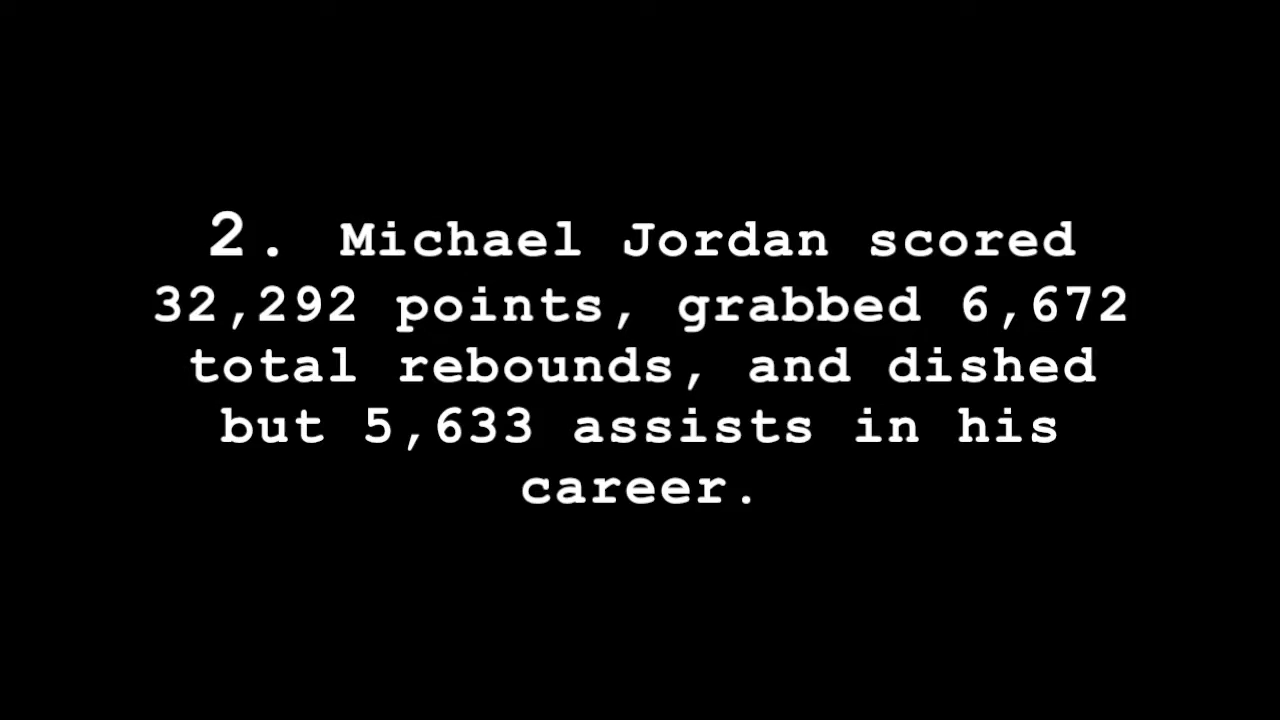 2. Michael Jordan scored
32,292 points, grabbed 6,672
total rebounds, and dished
but 5,633 assists in his
career.